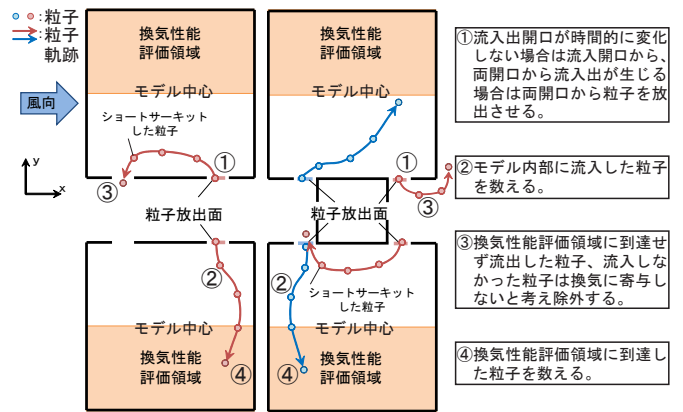 :粒子
:粒子
軌跡
風向
y
x
換気性能
評価領域
モデル中心
ショートサーキット
した粒子
①
③
粒子放出面
②
モデル中心
換気性能
評価領域
④
換気性能
評価領域
モデル中心
①
③
粒子放出面
②
ショートサーキット
した粒子
モデル中心
④
換気性能
評価領域
①流入出開口が時間的に変化
しない場合は流入開口から、
両開口から流入出が生じる
場合は両開口から粒子を放
出させる。
②モデル内部に流入した粒子
を数える。
③換気性能評価領域に到達せ
ず流出した粒子、流入しな
かった粒子は換気に寄与
しないと考え除外する。
④換気性能評価領域に到達し
た粒子を数える。